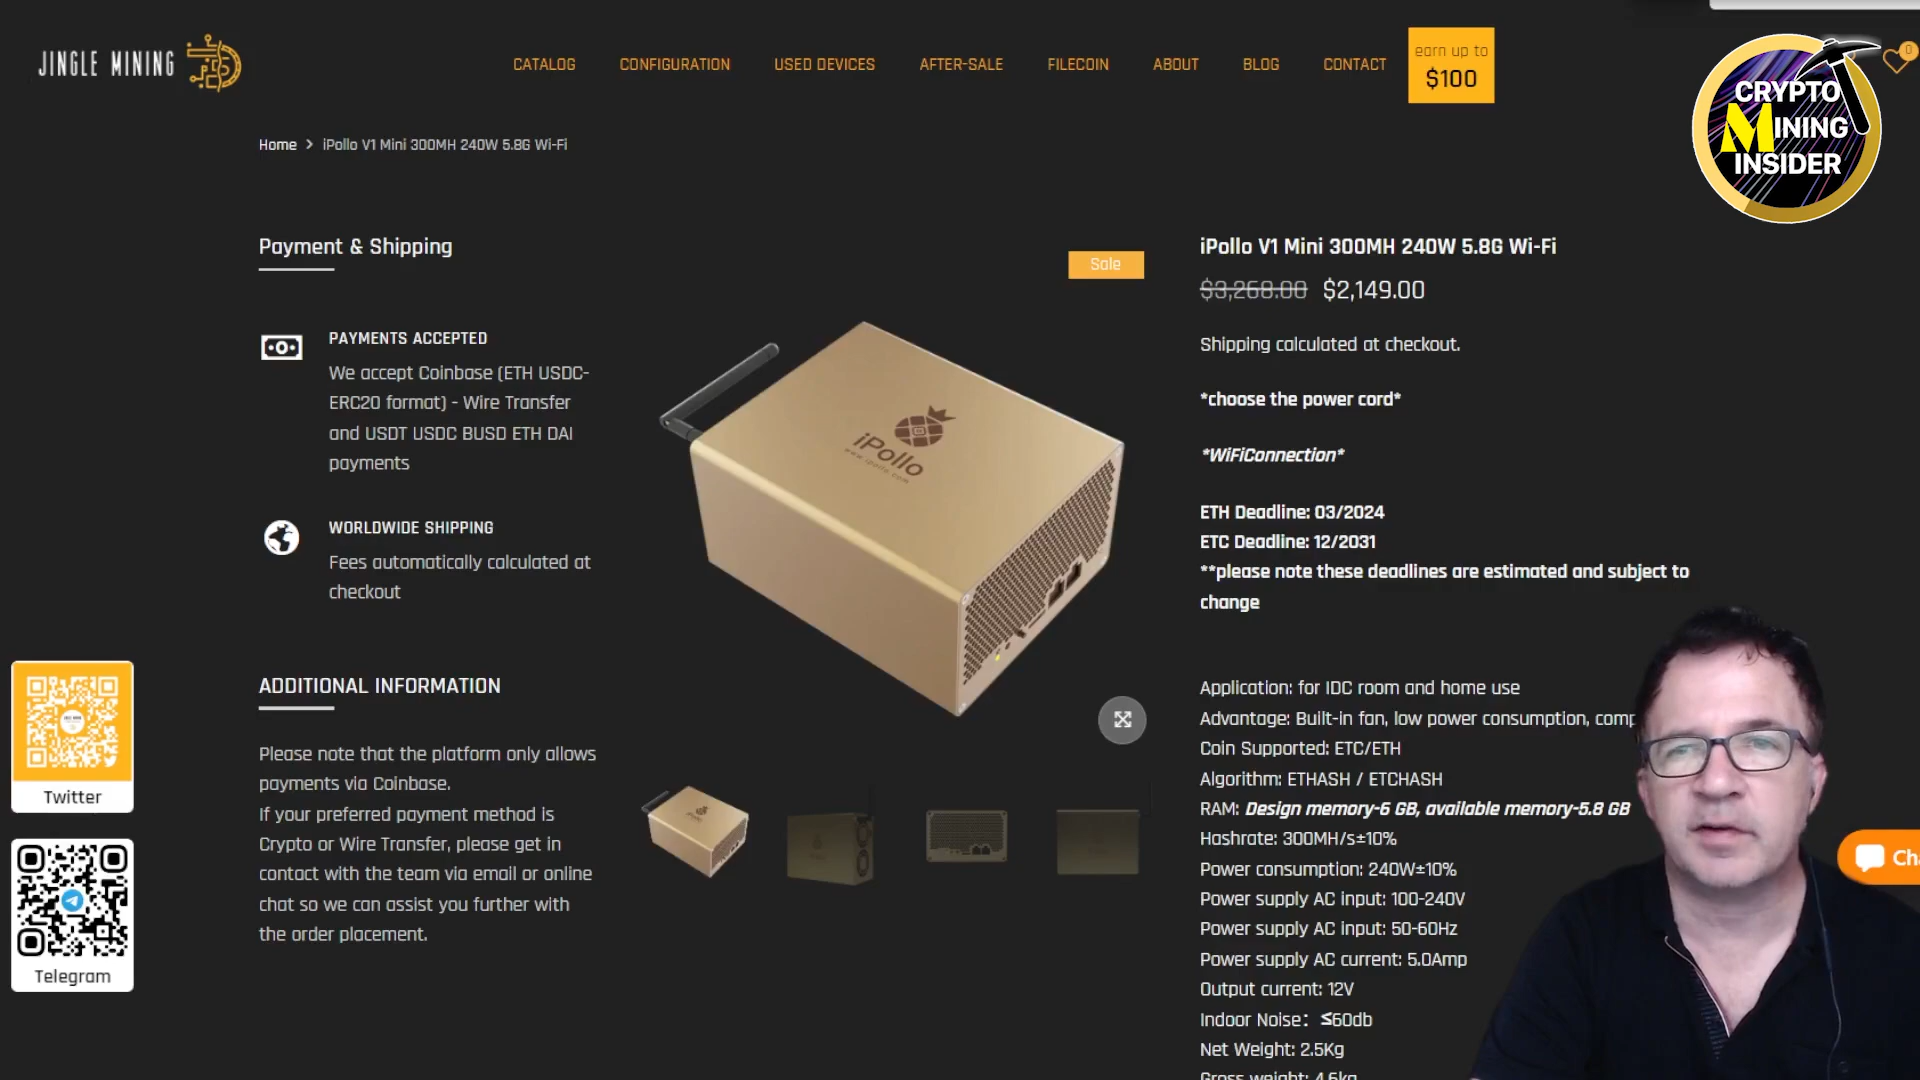 JINGLE MINING
CATALOG
CONFIGURATION
USED DEVICES
AFTER-SALE
FILECOIN
ABOUT
BLOG
CONTACT
earn up to
$100
0
CRYPTO
MINING
INSIDER
Home > iPollo V1 Mini 300MH 240W 5.8G Wi-Fi
Payment & Shipping
PAYMENTS ACCEPTED
We accept Coinbase (ETH USDC-
ERC20 format) - Wire Transfer
and USDT USDC BUSD ETH DAI
payments
WORLDWIDE SHIPPING
Fees automatically calculated at
checkout
ADDITIONAL INFORMATION
Please note that the platform only allows
payments via Coinbase.
If your preferred payment method is
Crypto or Wire Transfer, please get in
contact with the team via email or online
chat so we can assist you further with
the order placement.
Twitter
Telegram
Sale
iPollo
www.ipollo.com
iPollo V1 Mini 300MH 240W 5.8G Wi-Fi
$3,268.00 $2,149.00
Shipping calculated at checkout.
*choose the power cord*
*WiFiConnection*
ETH Deadline: 03/2024
ETC Deadline: 12/2031
**please note these deadlines are estimated and subject to
change
Application: for IDC room and home use
Advantage: Built-in fan, low power consumption, comp
Coin Supported: ETC/ETH
Algorithm: ETHASH / ETCHASH
RAM: Design memory-6 GB, available memory-5.8 GB
Hashrate: 300MH/s±10%
Power consumption: 240W±10%
Power supply AC input: 100-240V
Power supply AC input: 50-60Hz
Power supply AC current: 5.0Amp
Output current: 12V
Indoor Noise：≤60db
Net Weight: 2.5Kg
Gross weight: 4.6kg
Cha